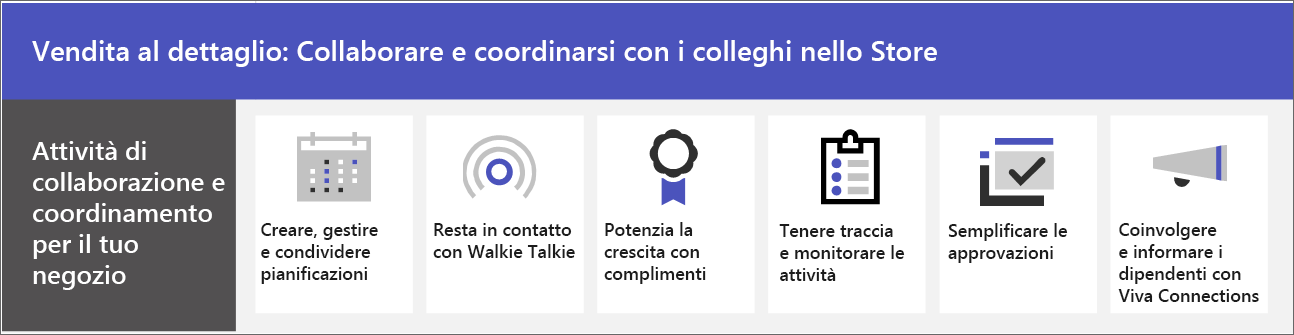 Vendita al dettaglio: Collaborare e coordinarsi con i colleghi nello Store
Attività di
collaborazione e
coordinamento
per il tuo
negozio
Creare, gestire
e condividere
pianificazioni
Resta in contatto
con Walkie Talkie
Potenzia la
crescita con
complimenti
Tenere traccia
e monitorare le
attività
Semplificare le
approvazioni
Coinvolgere
e informare i
dipendenti con
Viva Connections